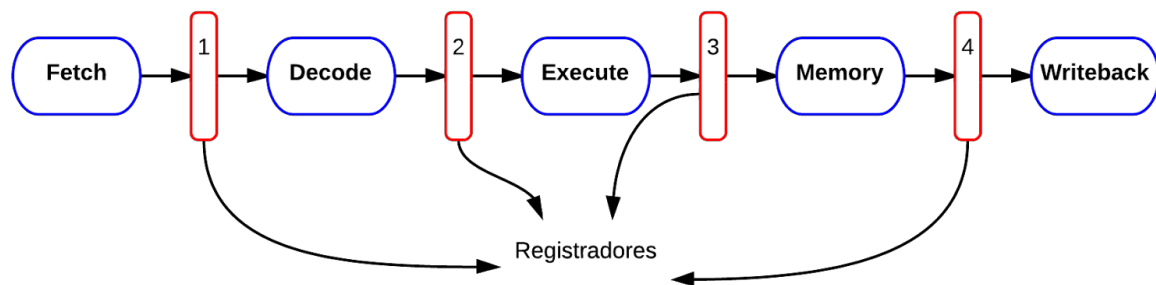 1
2
3
4
Fetch
Decode
Execute
Memory
Writeback
Registradores